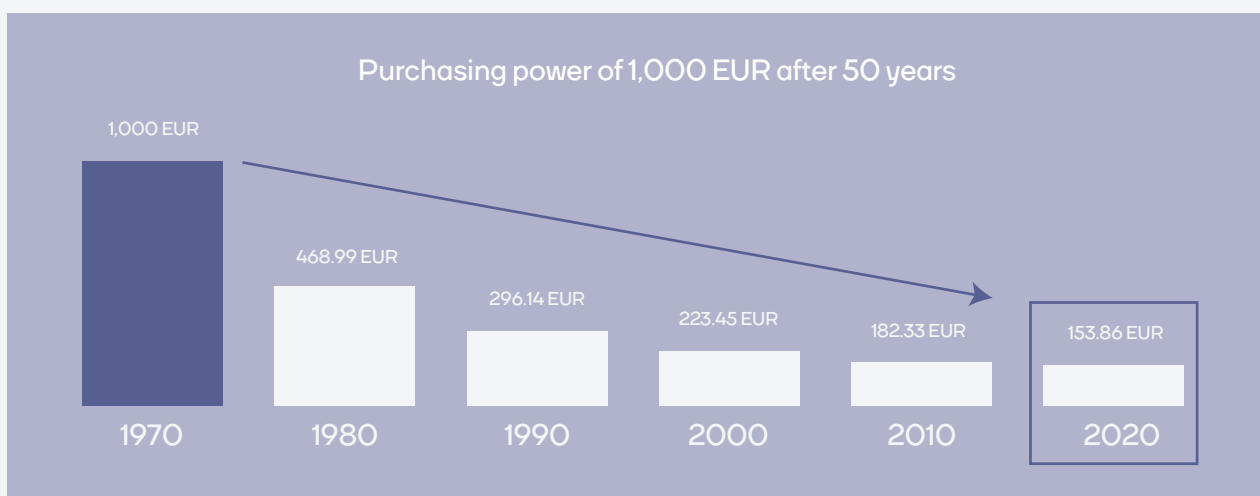 Purchasing power of 1,000 EUR after 50 years
1,000 EUR
468.99 EUR
296.14 EUR
223.45 EUR
182.33 EUR
153.86 EUR
1970
1980
1990
2000
2010
2020